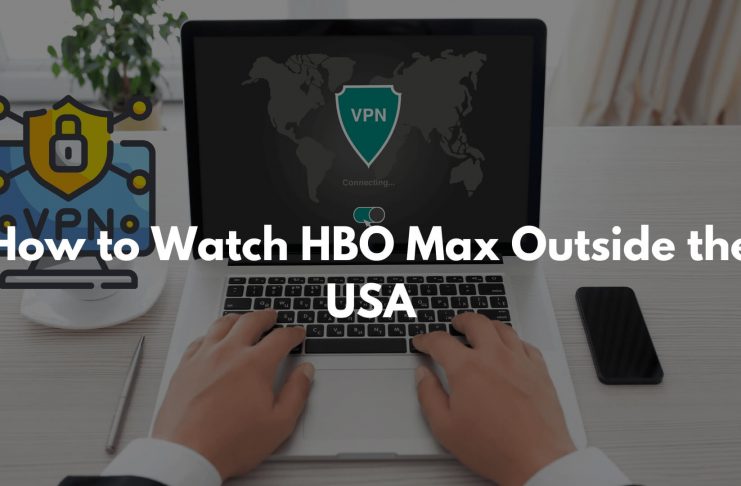 VPN
Connecting...
VPN
How to Watch HBO Max Outside the
USA